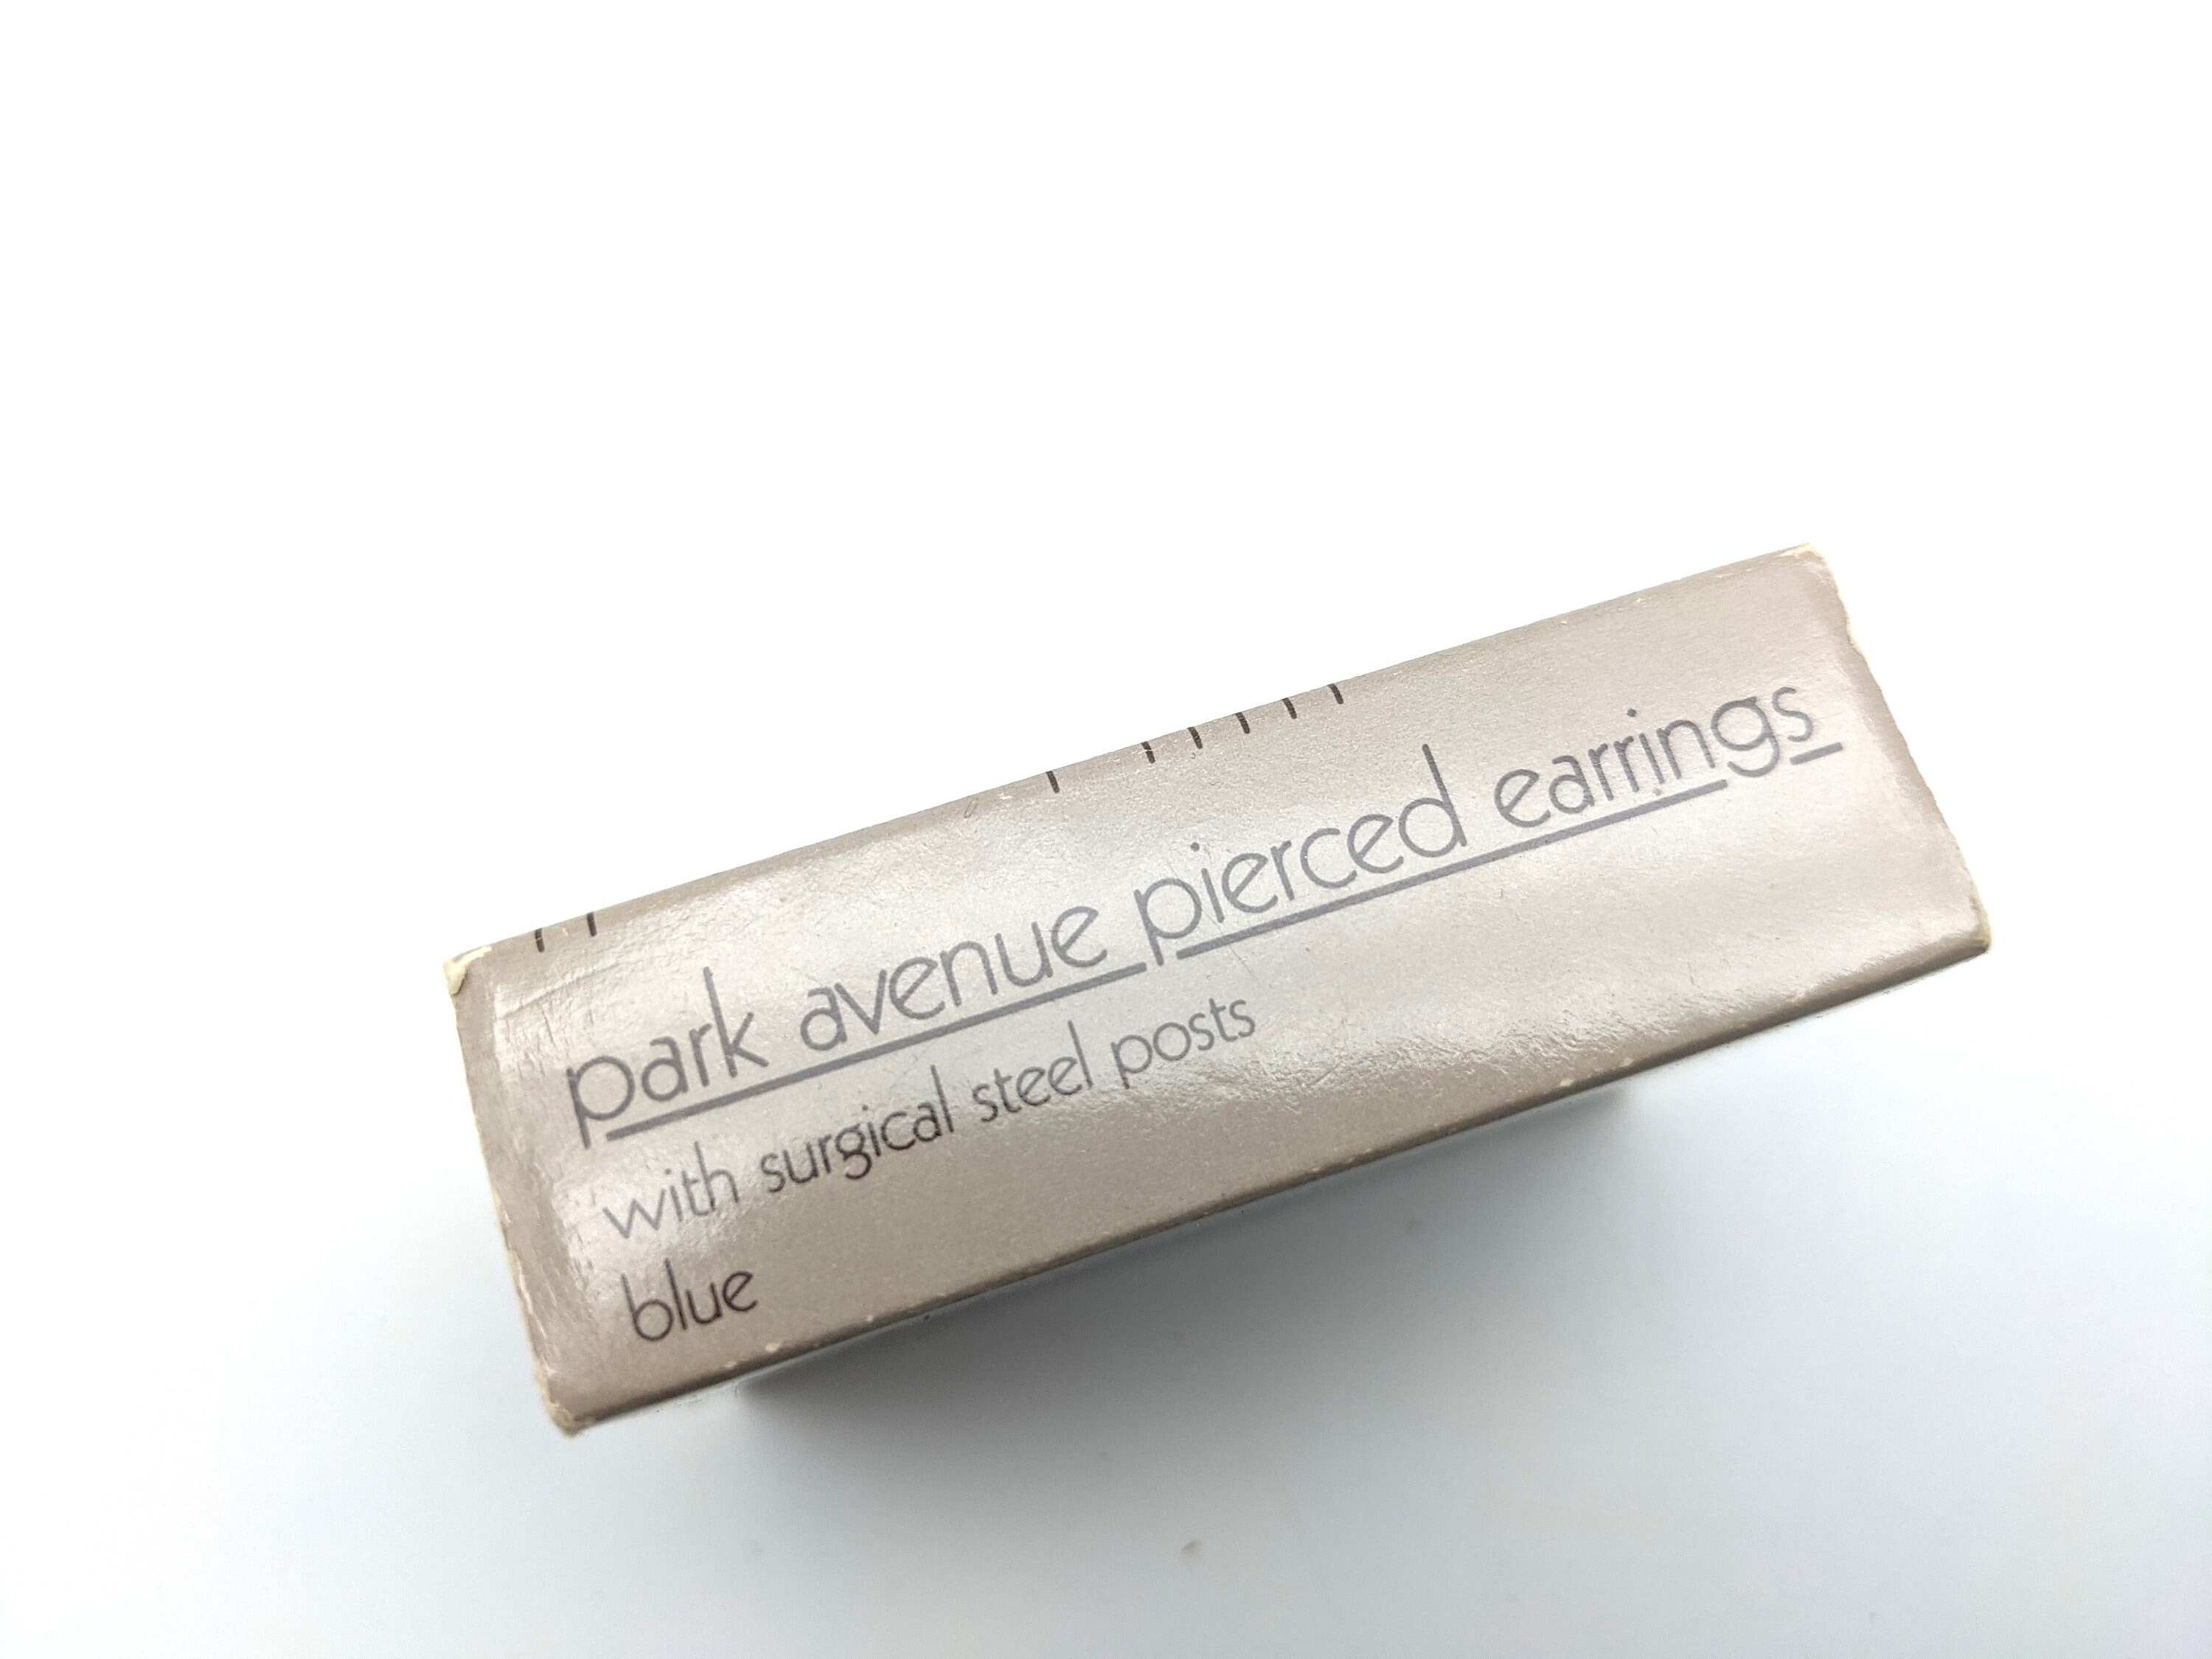 park avenue pierced earrings
with surgical steel posts
blue